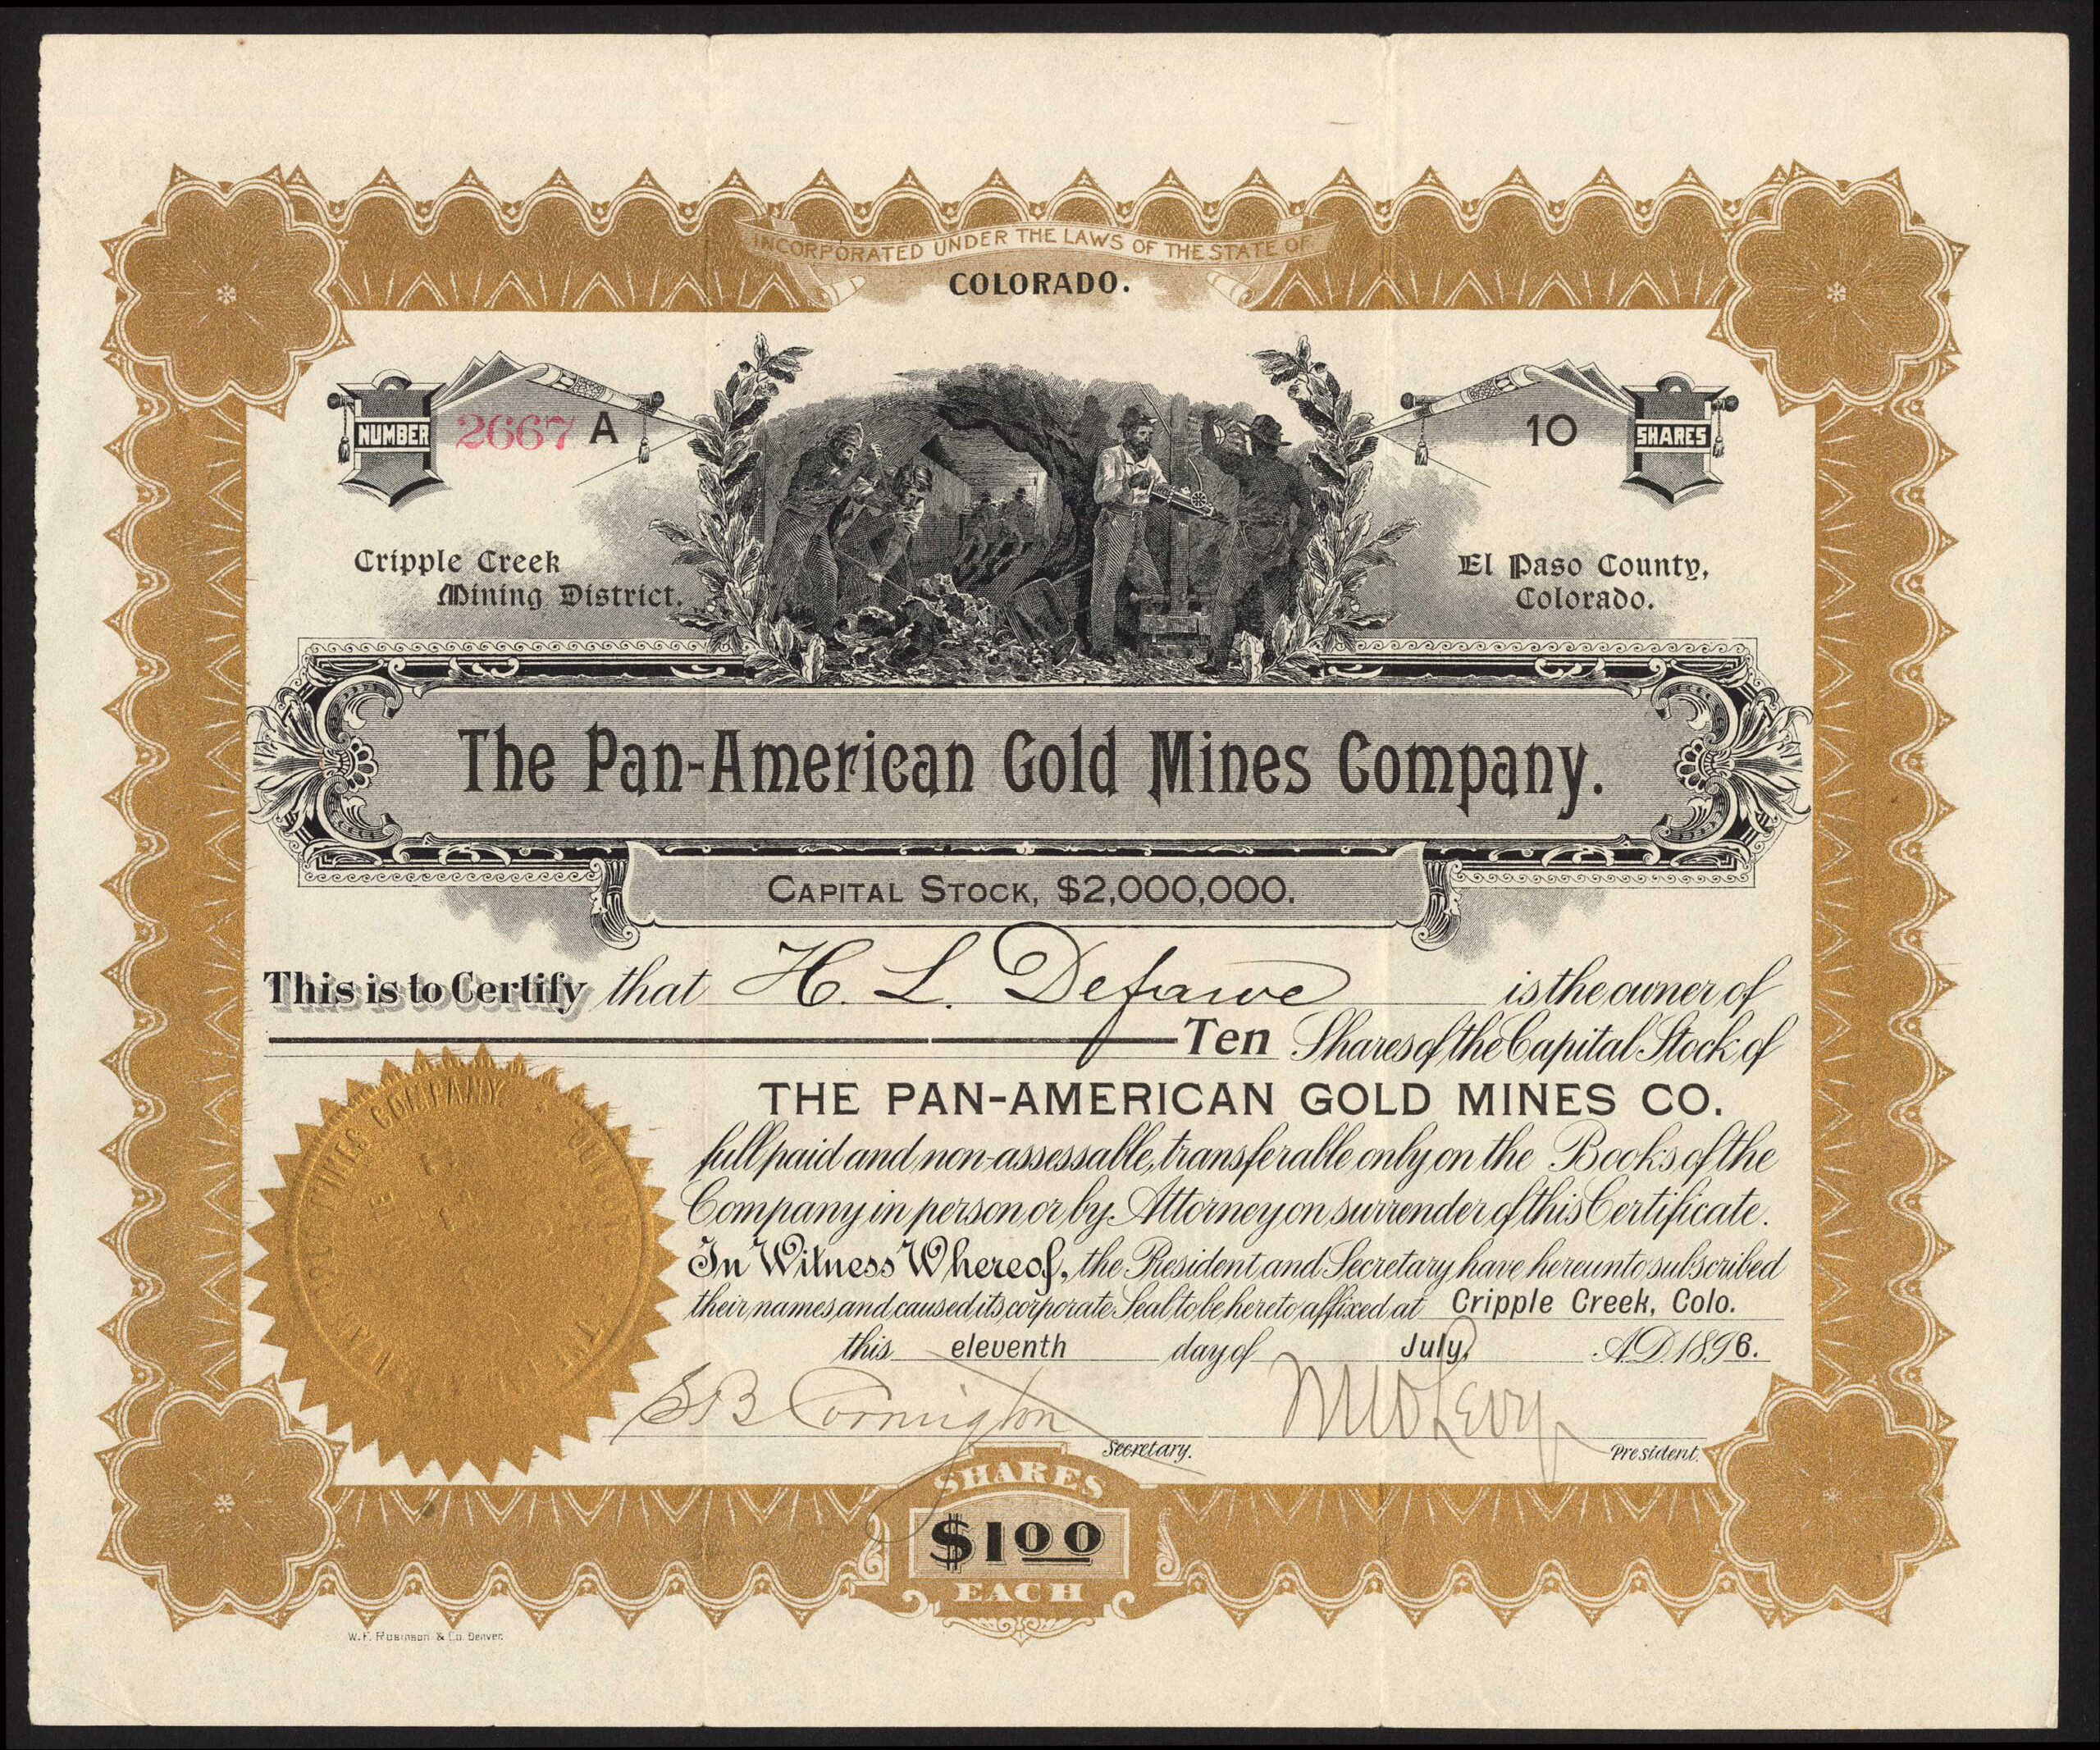 INCORPORATED UNDER THE LAWS OF THE STATE OF
COLORADO.
NUMBER 2667 A
10 SHARES
Cripple Creek
Mining District.
El Paso County,
Colorado.
The Pan-American Gold Mines Company.
CAPITAL STOCK, $2,000,000.
This is to Certify that H. L. Defawe is the owner of
Ten Shares of the Capital Stock of
THE PAN-AMERICAN GOLD MINES CO.
full paid and non-assessable, transferable only on the Books of the
Company in person or by Attorney on surrender of this Certificate.
In Witness Whereof, the President and Secretary have hereunto subscribed
their names and caused its corporate Seal to be hereto affixed at Cripple Creek, Colo.
this eleventh day of July, A.D. 1896.
S B Cornington
Secretary.
Levy
President.
COMPANY
SHARES
$1.00
EACH
W. F. Robinson & Co. Denver.